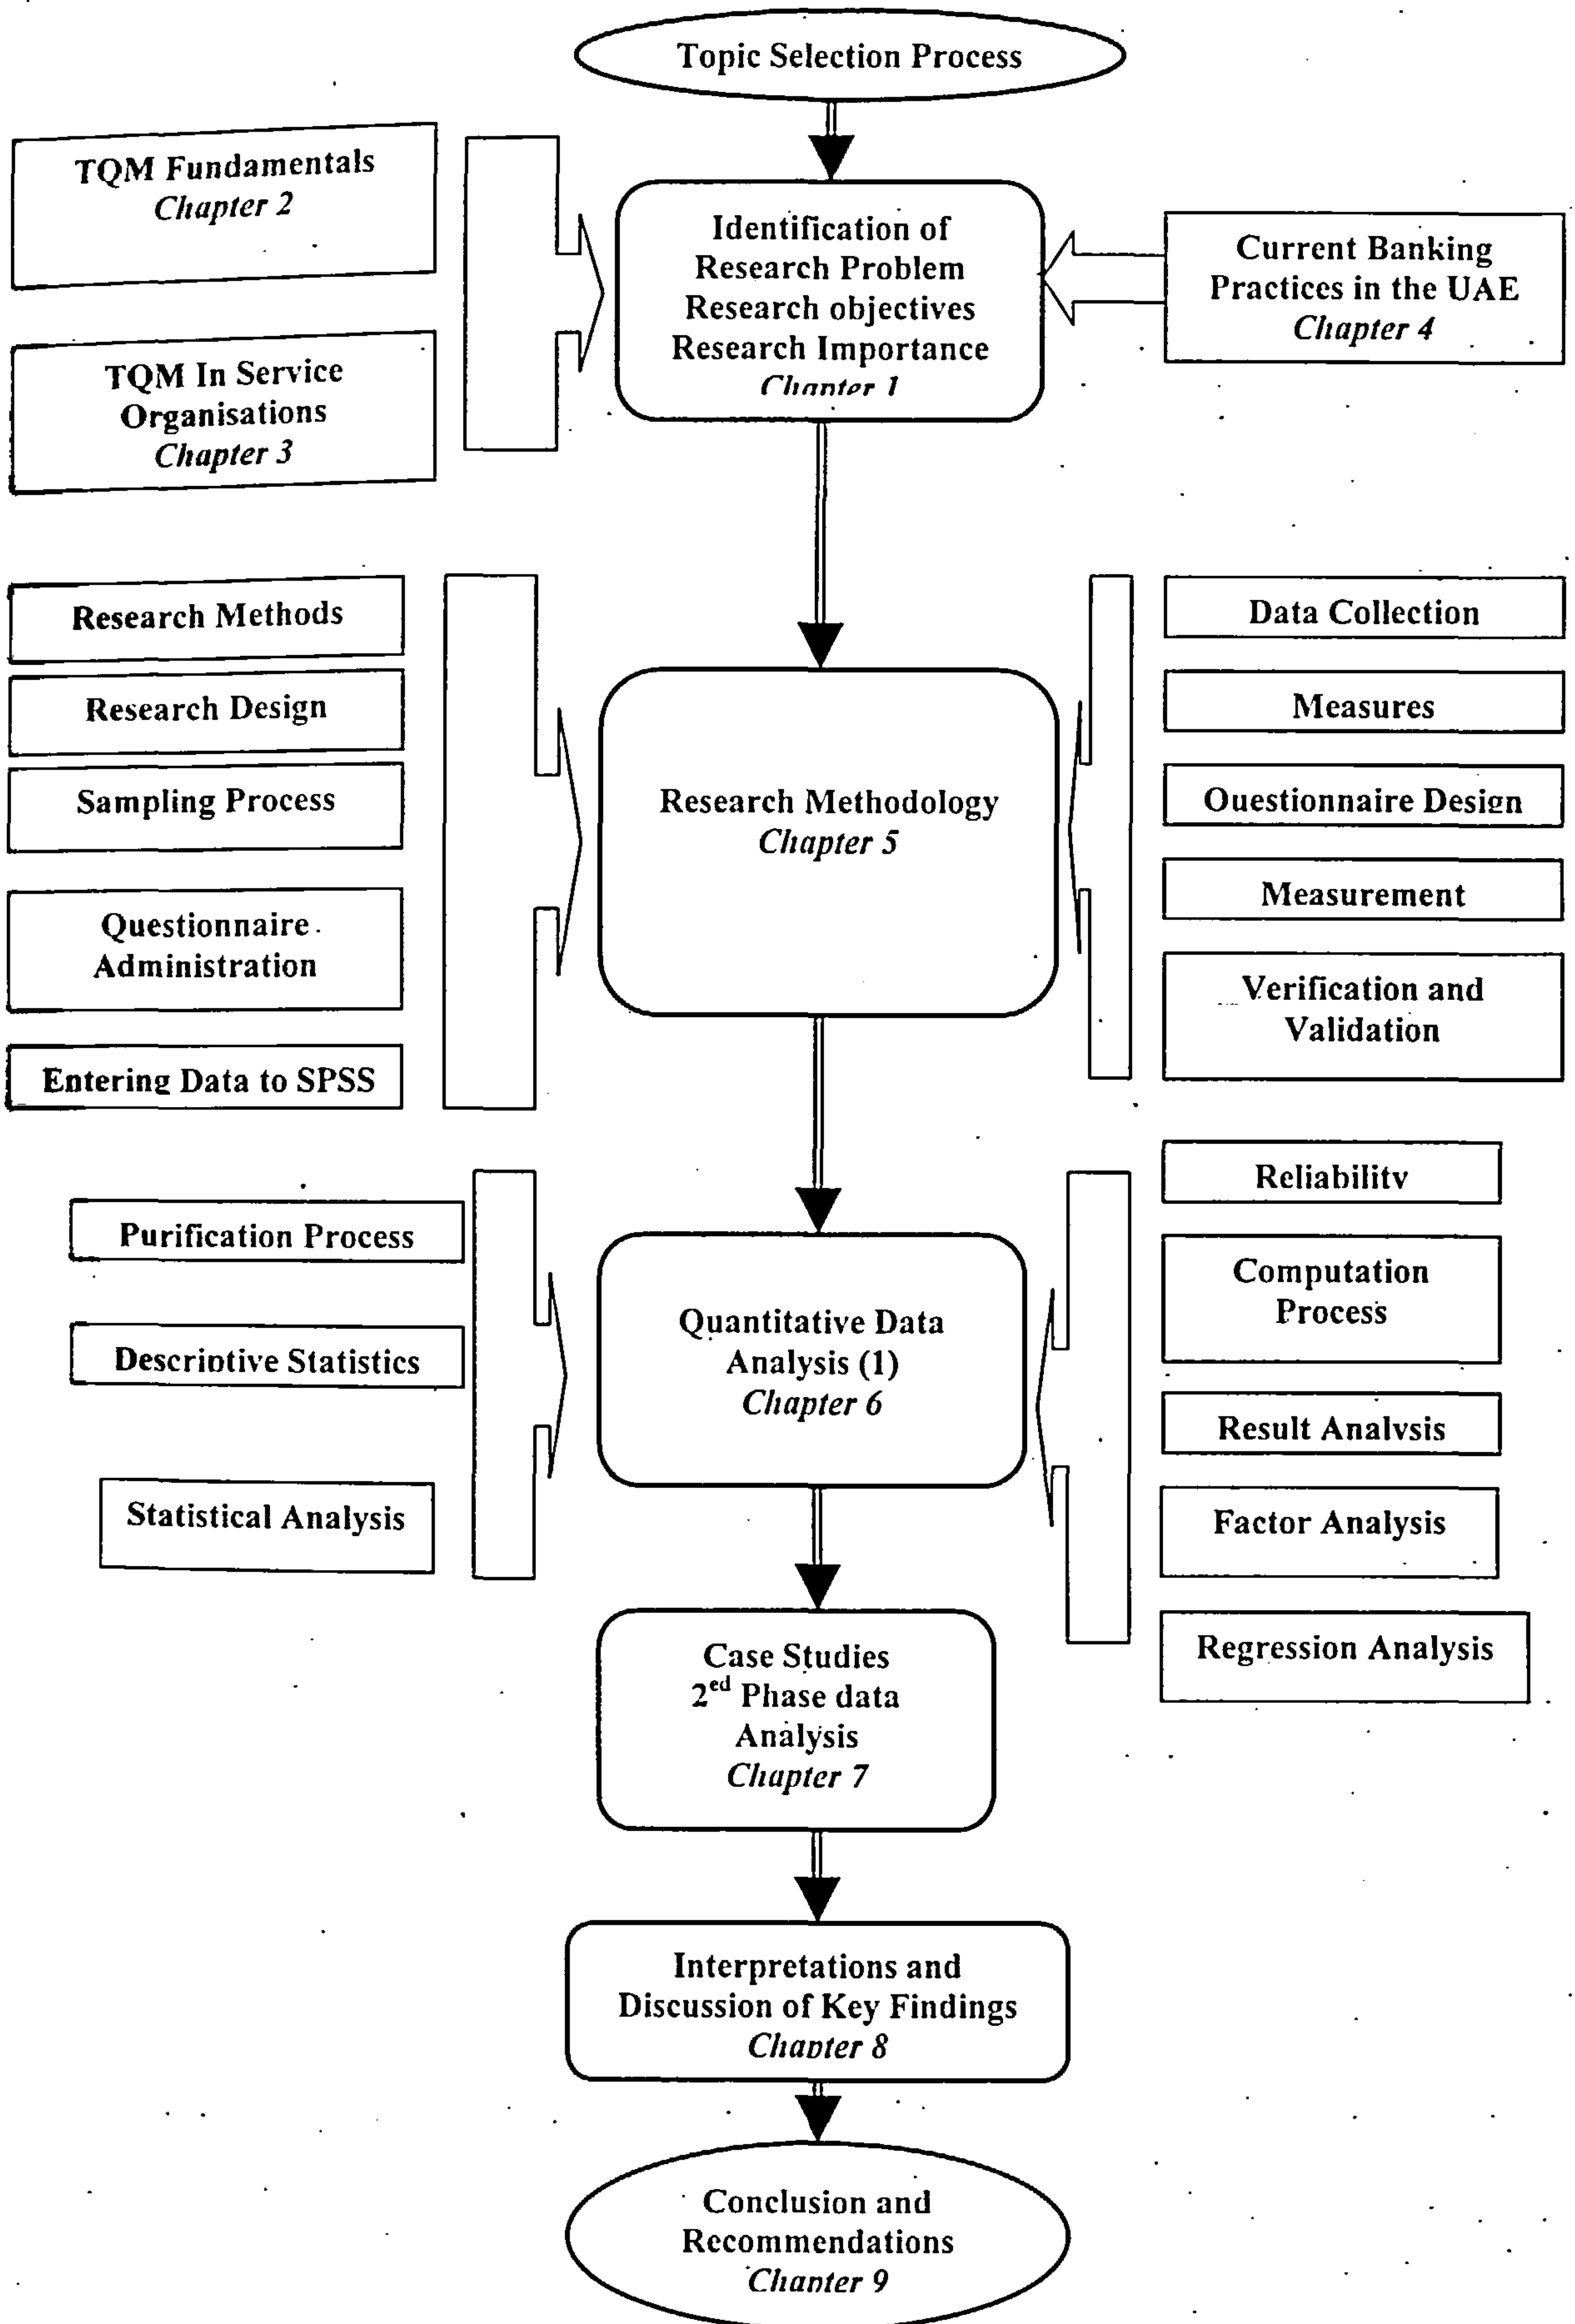 Topic Selection Process
TQM Fundamentals
Chapter 2
TQM In Service
Organisations
Chapter 3
Identification of
Research Problem
Research objectives
Research Importance
Chapter 1
Current Banking
Practices in the UAE
Chapter 4
Research Methods
Research Design
Sampling Process
Questionnaire
Administration
Entering Data to SPSS
Research Methodology
Chapter 5
Data Collection
Measures
Questionnaire Design
Measurement
Verification and
Validation
Purification Process
Descriptive Statistics
Statistical Analysis
Quantitative Data
Analysis (1)
Chapter 6
Reliability
Computation
Process
Result Analysis
Factor Analysis
Regression Analysis
Case Studies
2ed Phase data
Analysis
Chapter 7
Interpretations and
Discussion of Key Findings
Chapter 8
Conclusion and
Recommendations
Chapter 9